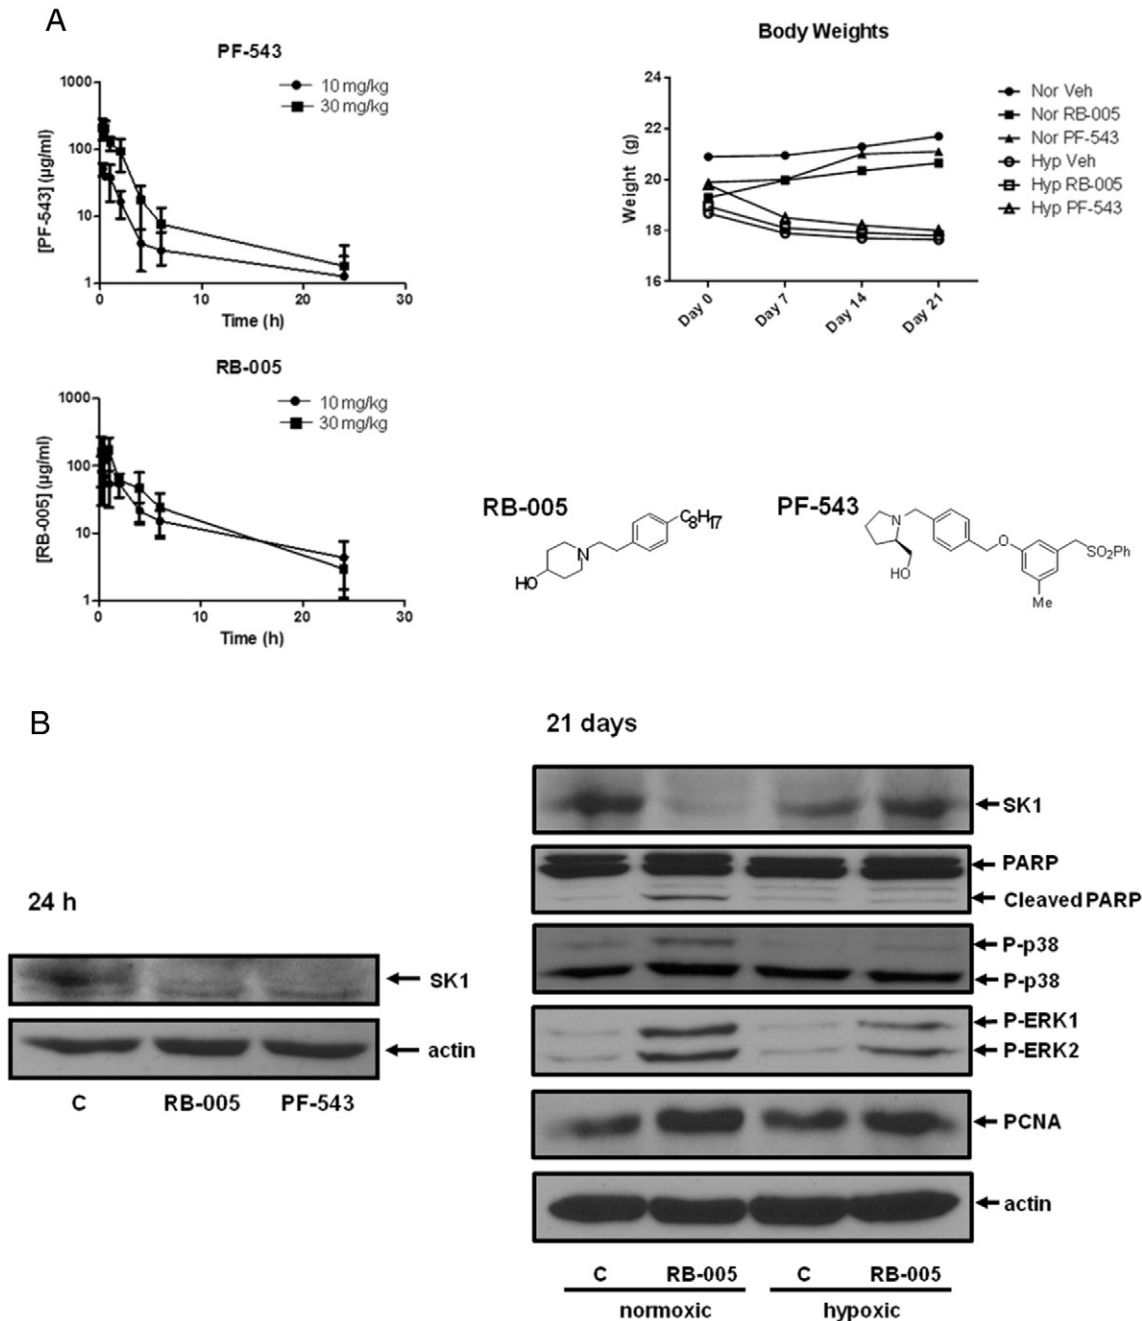 A
PF-543
10 mg/kg
30 mg/kg
[PF-543] (µg/ml)
1000
100
10
1
0
10
20
30
Time (h)
Body Weights
Weight (g)
24
22
20
18
16
Day 0
Day 7
Day 14
Day 21
Nor Veh
Nor RB-005
Nor PF-543
Hyp Veh
Hyp RB-005
Hyp PF-543
RB-005
10 mg/kg
30 mg/kg
[RB-005] (µg/ml)
1000
100
10
1
0
10
20
30
Time (h)
RB-005
C8H17
N
HO
PF-543
N
HO
O
SO2Ph
Me
B
24 h
SK1
actin
C RB-005 PF-543
21 days
SK1
PARP
Cleaved PARP
P-p38
P-p38
P-ERK1
P-ERK2
PCNA
actin
C RB-005 C RB-005
normoxic hypoxic